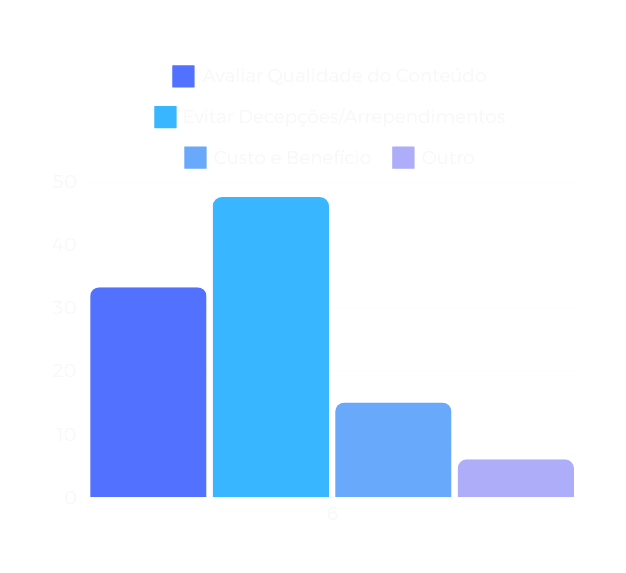 Avaliar Qualidade do Conteúdo
Evitar Decepções/Arrependimentos
Custo e Benefício Outro
50
40
30
20
10
0
6